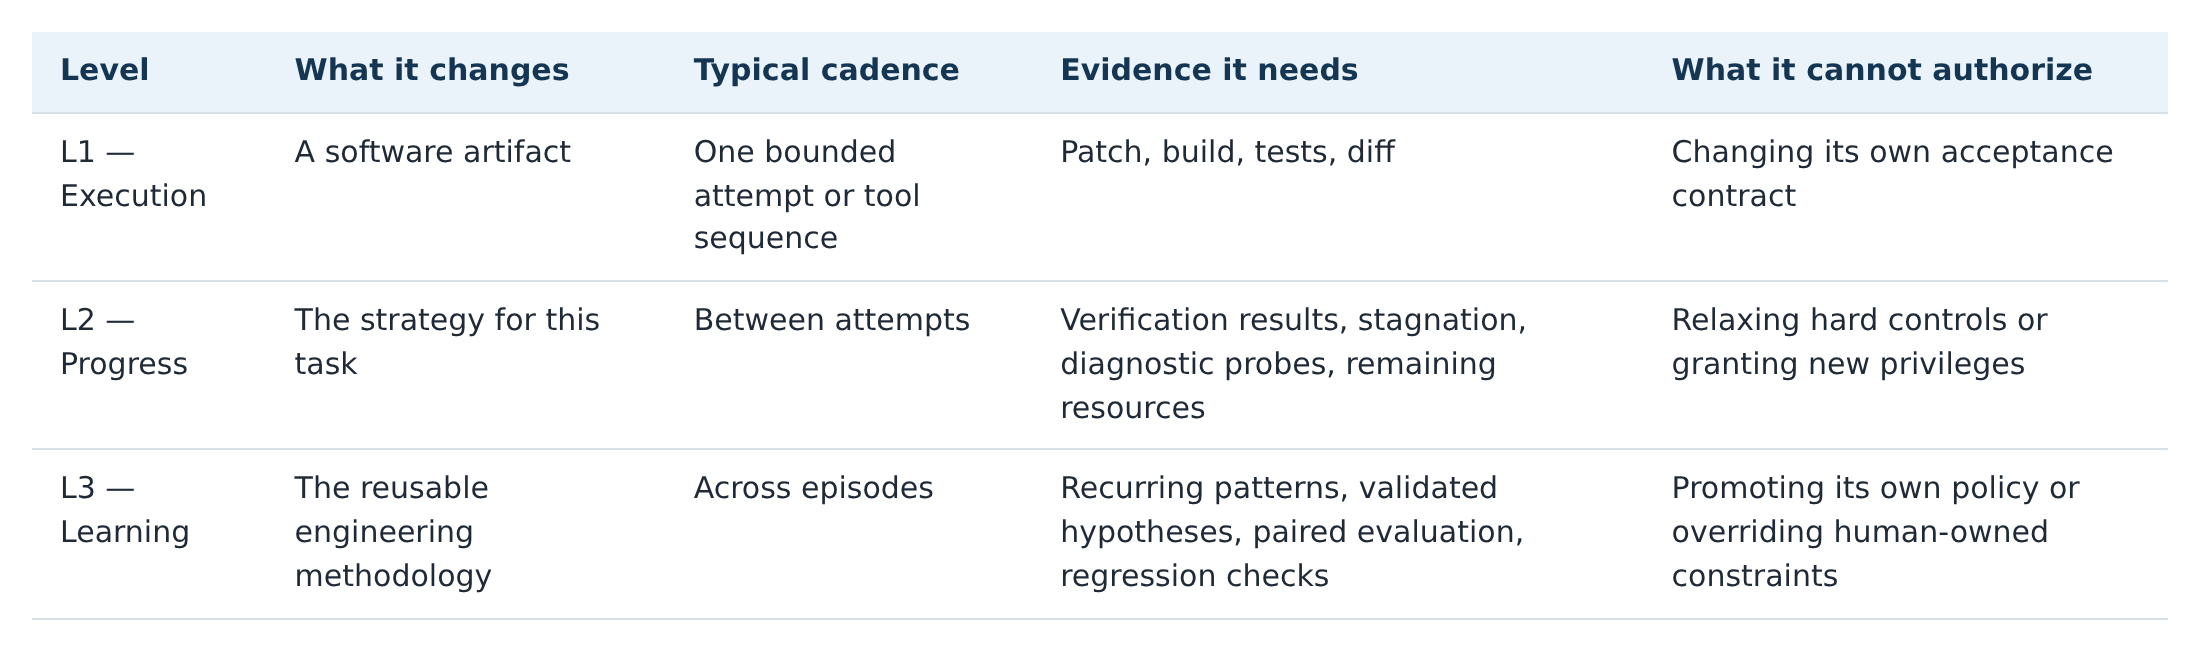 Level What it changes Typical cadence Evidence it needs What it cannot authorize
L1 —
Execution
A software artifact
One bounded
attempt or tool
sequence
Patch, build, tests, diff
Changing its own acceptance
contract
L2 —
Progress
The strategy for this
task
Between attempts
Verification results, stagnation,
diagnostic probes, remaining
resources
Relaxing hard controls or
granting new privileges
L3 —
Learning
The reusable
engineering
methodology
Across episodes
Recurring patterns, validated
hypotheses, paired evaluation,
regression checks
Promoting its own policy or
overriding human-owned
constraints